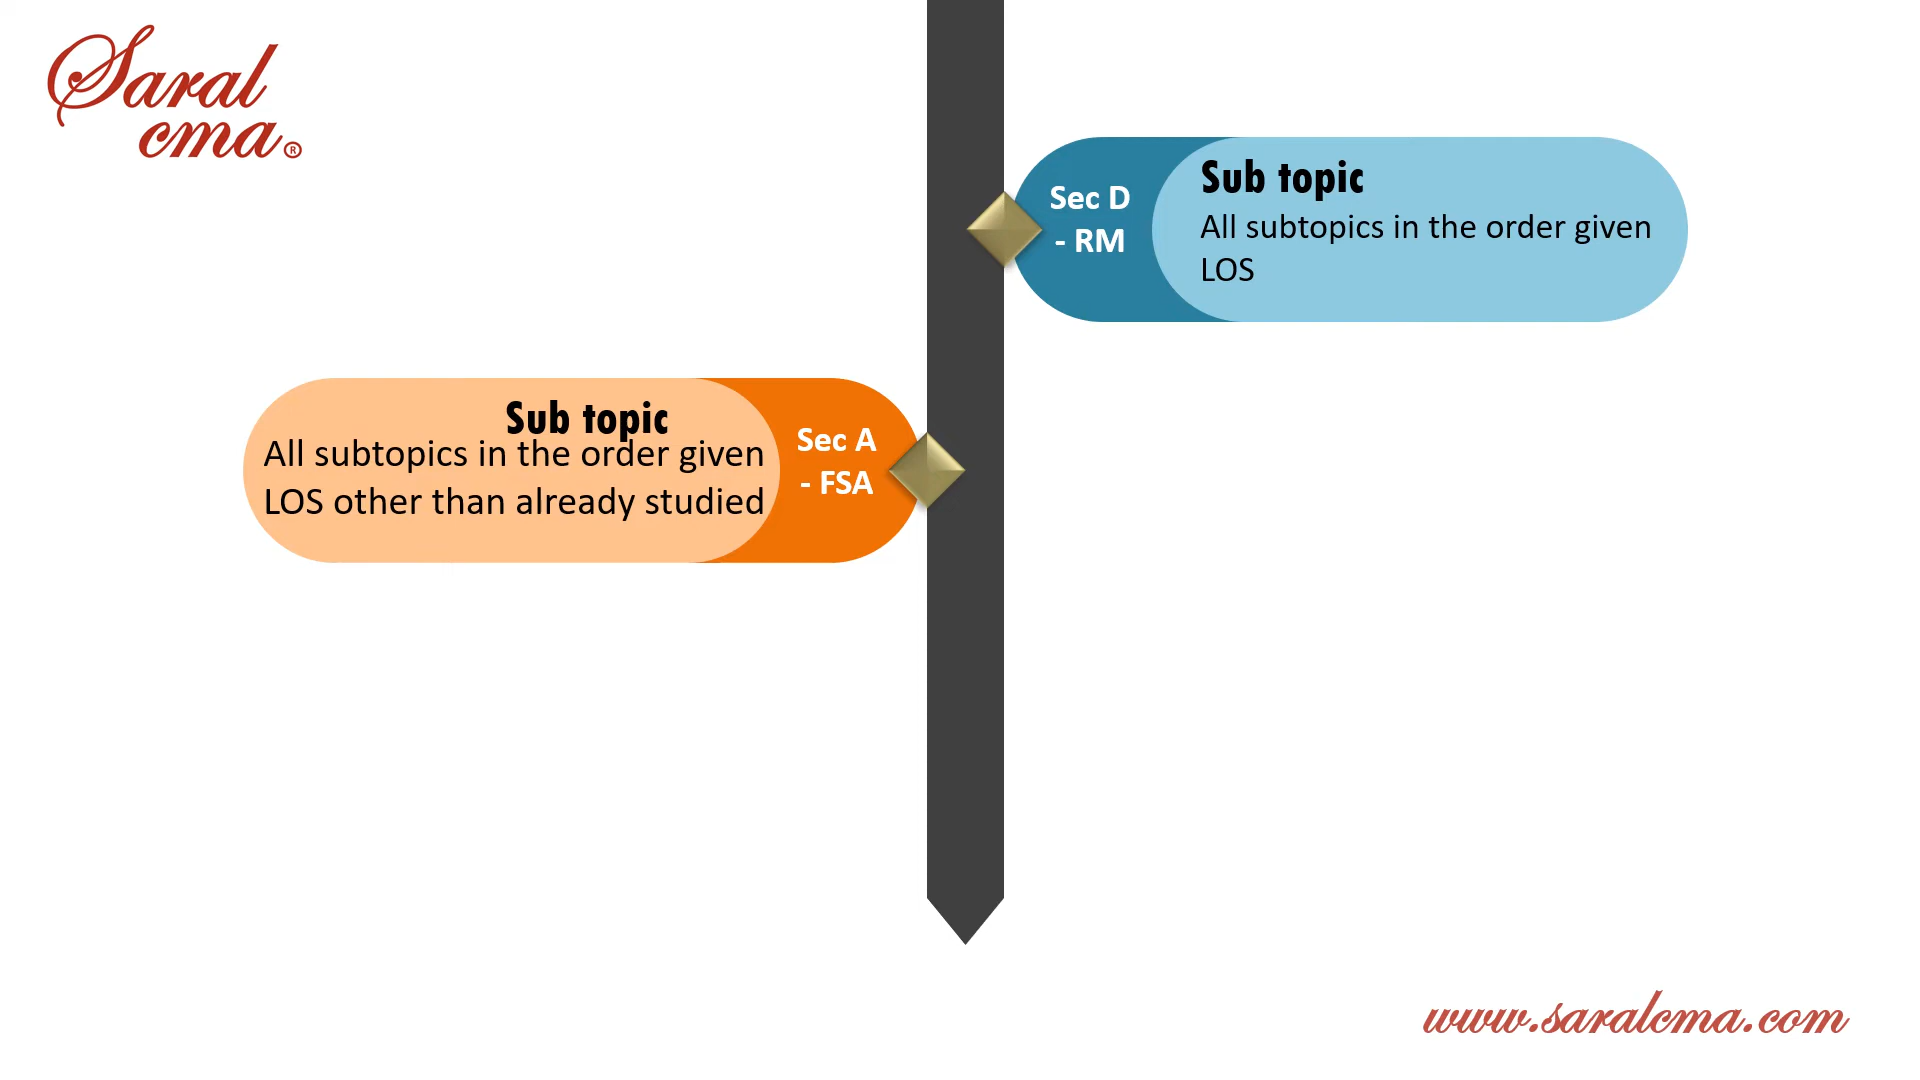 Saral
cma®
Sec D
- RM
Sub topic
All subtopics in the order given
LOS
Sub topic
All subtopics in the order given
LOS other than already studied
Sec A
- FSA
www.saralcma.com